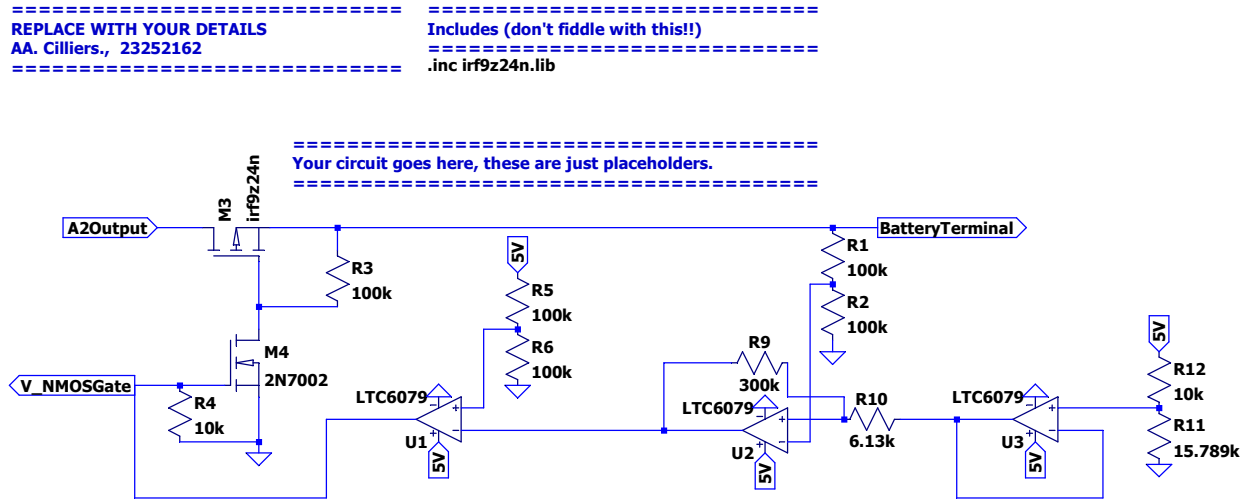 ==============================
REPLACE WITH YOUR DETAILS
AA. Cilliers.,  23252162
==============================
==============================
Includes (don't fiddle with this!!)
==============================
.inc irf9z24n.lib
========================================
Your circuit goes here, these are just placeholders.
========================================
A2Output
M3
irf9z24n
BatteryTerminal
R3
100k
5V
R5
100k
R6
100k
R1
100k
R2
100k
M4
2N7002
V_NMOSGate
R4
10k
LTC6079
U1
5V
R9
300k
LTC6079
U2
5V
R10
6.13k
LTC6079
U3
5V
5V
R12
10k
R11
15.789k